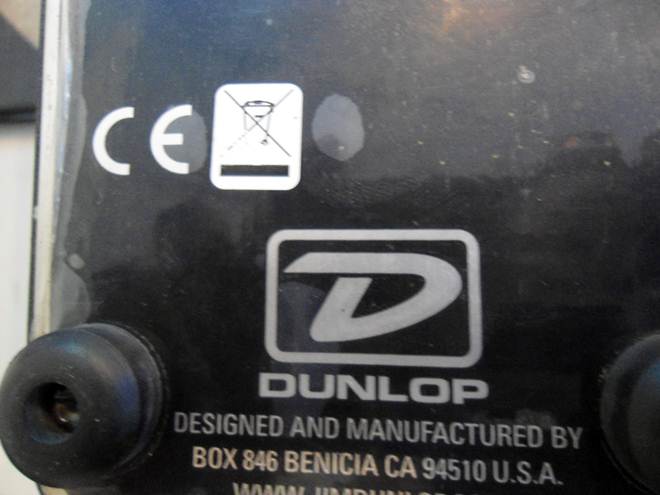 CE
D
DUNLOP
DESIGNED AND MANUFACTURED BY
BOX 846 BENICIA CA 94510 U.S.A.